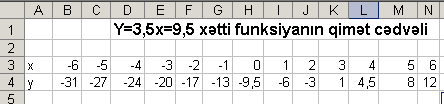 A B C D E F G H I J K L M N
1 Y=3,5x=9,5 xətti funksiyanın qimət cədvəli
2
3 x -6 -5 -4 -3 -2 -1 0 1 2 3 4 5 6
4 y -31 -27 -24 -20 -17 -13 -9,5 -6 -3 1 4,5 8 12
5